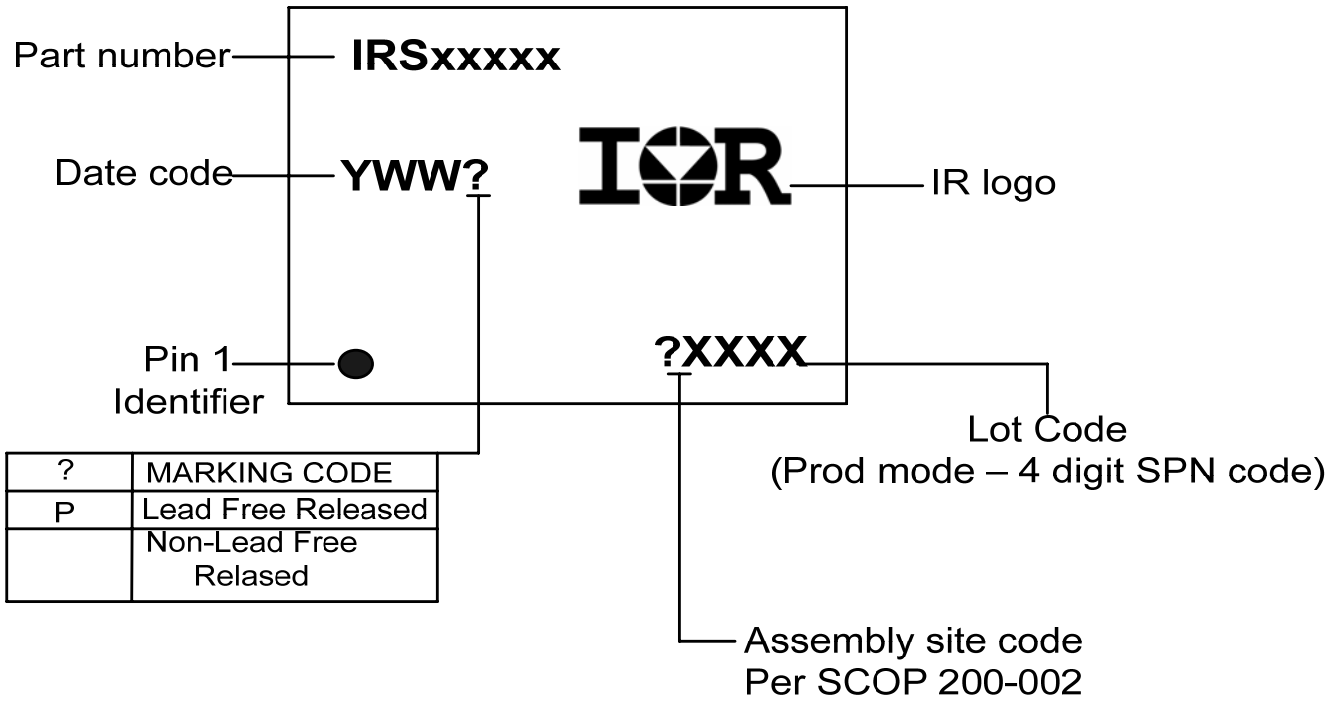 Part number
IRSxxxxx
Date code
YWW?
IOR
IR logo
Pin 1
Identifier
?XXXX
Lot Code
(Prod mode – 4 digit SPN code)
? MARKING CODE
P Lead Free Released
Non-Lead Free
Relased
Assembly site code
Per SCOP 200-002